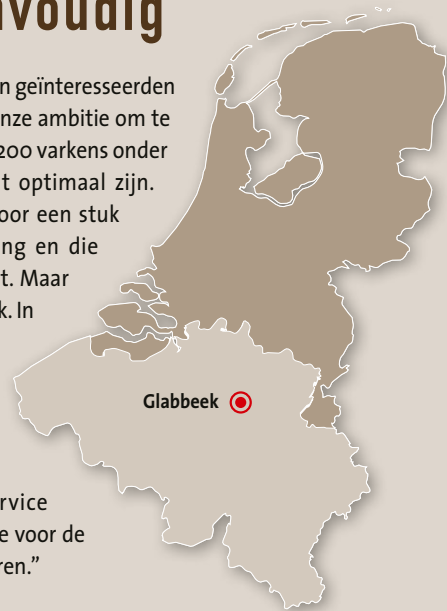 nvoudig
n geïnteresseerden
nze ambitie om te
200 varkens onder
t optimaal zijn.
oor een stuk
ng en die
t. Maar
k. In
Glabbeek
rvice
e voor de
ren.”